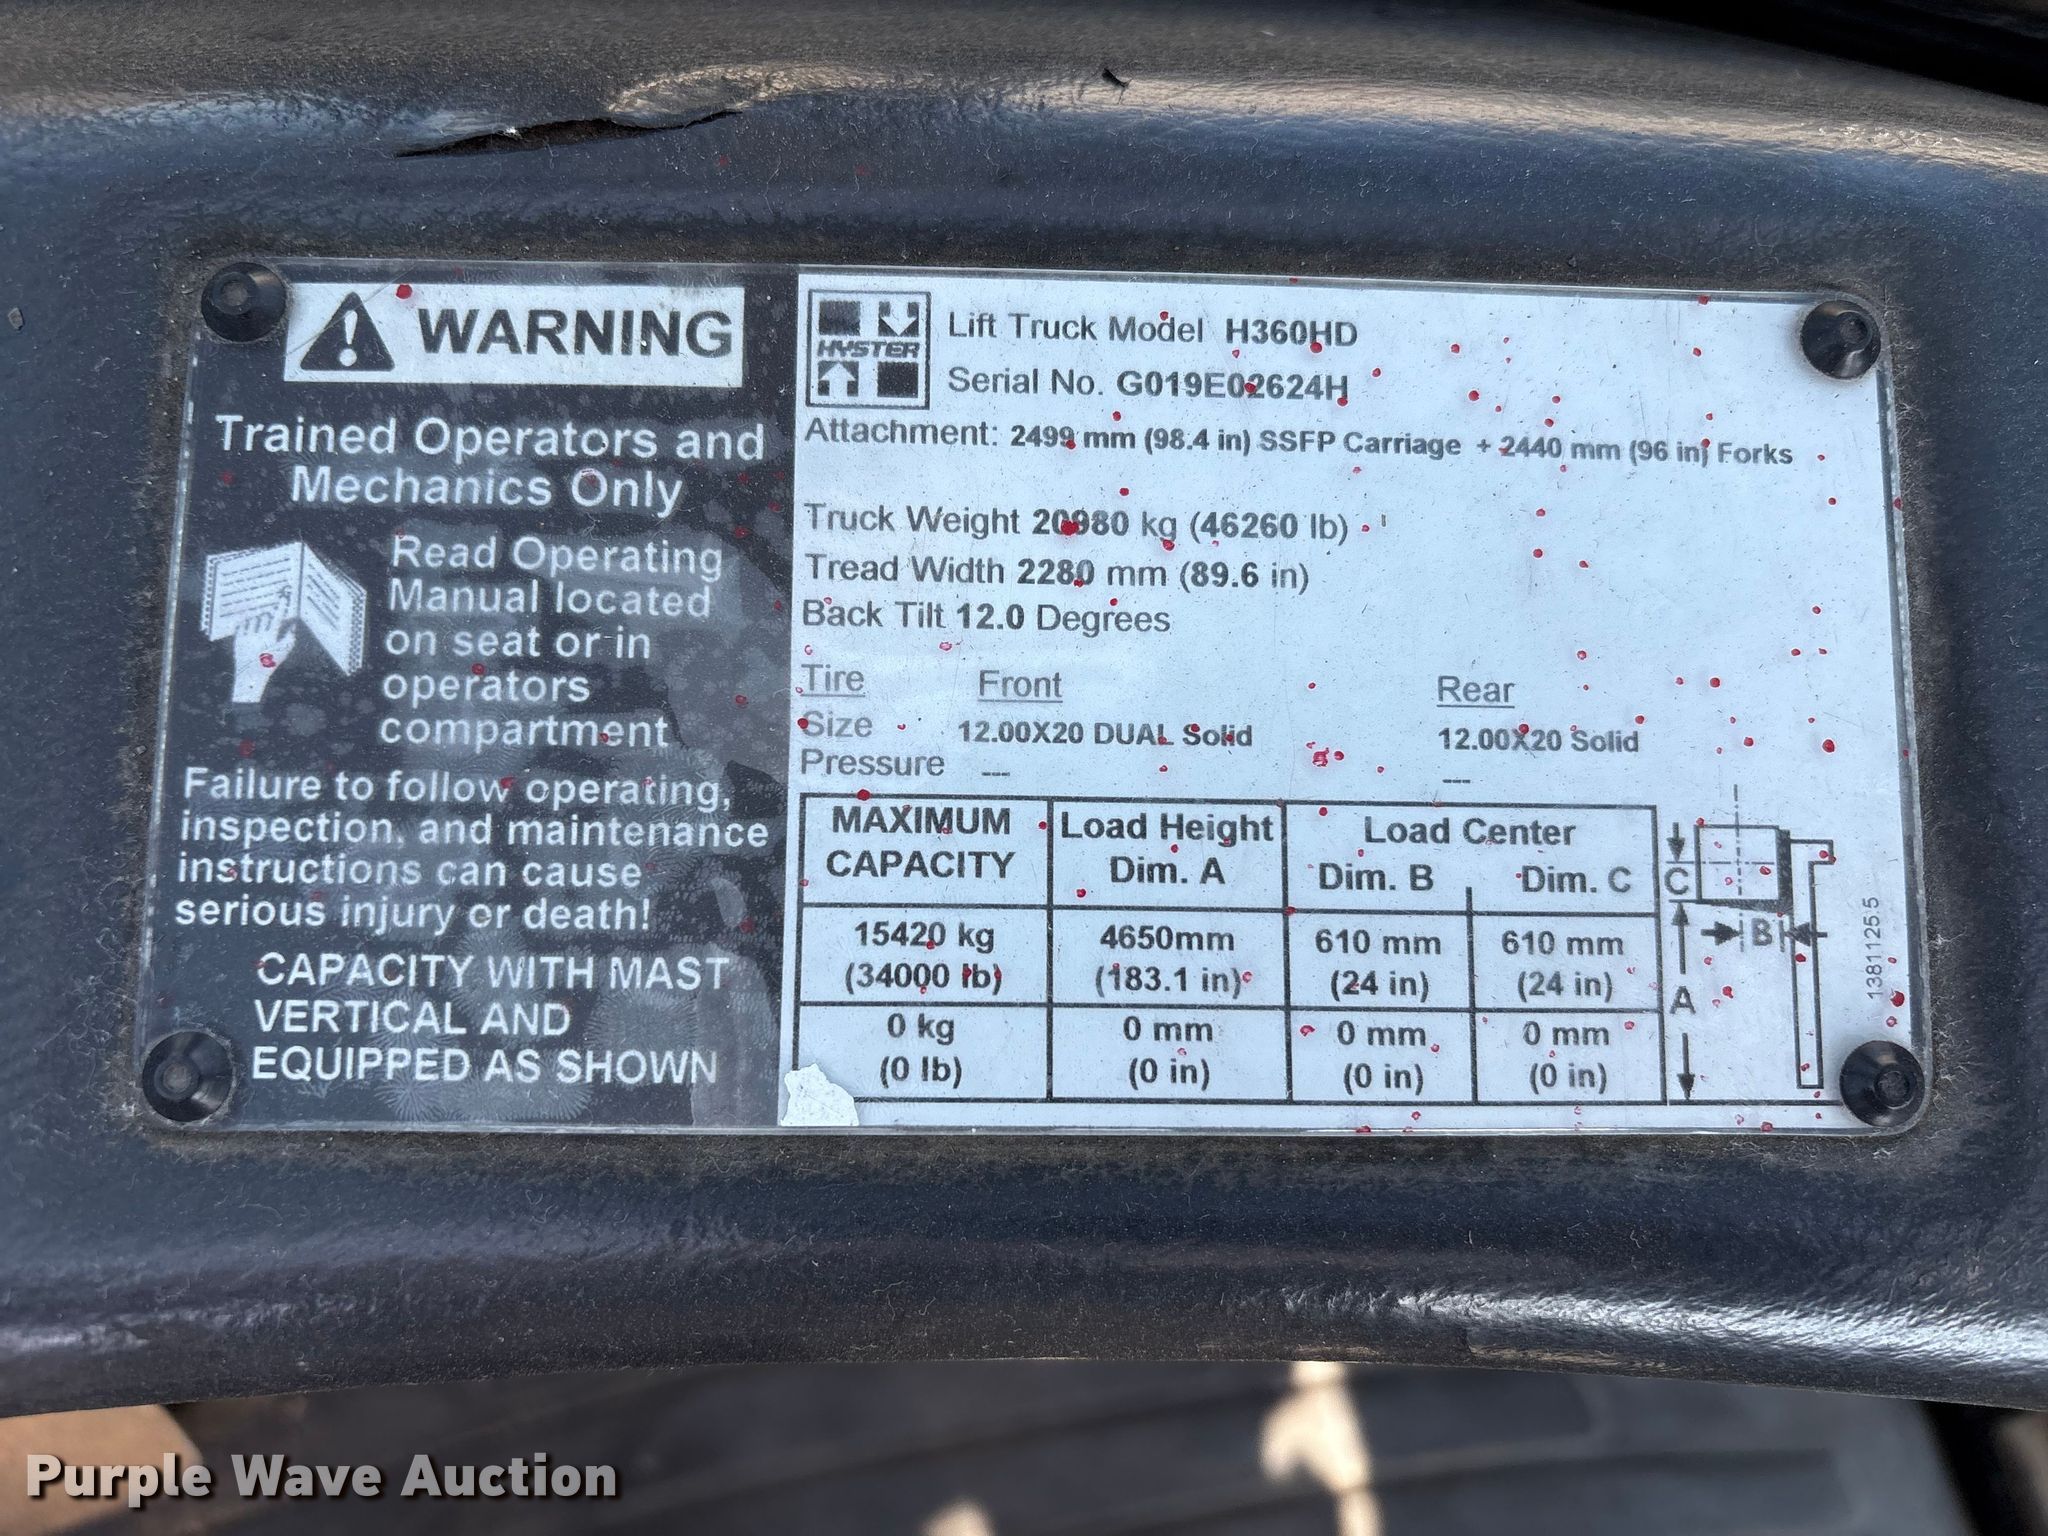 WARNING
Trained Operators and
Mechanics Only
Read Operating
Manual located
on seat or in
operators
compartment
Failure to follow operating,
inspection, and maintenance
instructions can cause
serious injury or death!
CAPACITY WITH MAST
VERTICAL AND
EQUIPPED AS SHOWN
HYSTER
Lift Truck Model H360HD
Serial No. G019E02624H
Attachment: 2499 mm (98.4 in) SSFP Carriage + 2440 mm (96 in) Forks
Truck Weight 20980 kg (46260 lb)
Tread Width 2280 mm (89.6 in)
Back Tilt 12.0 Degrees
Tire Front Rear
Size 12.00X20 DUAL Solid 12.00X20 Solid
Pressure --- ---
MAXIMUM Load Height Load Center
CAPACITY Dim. A Dim. B Dim. C
15420 kg 4650mm 610 mm 610 mm
(34000 lb) (183.1 in) (24 in) (24 in)
0 kg 0 mm 0 mm 0 mm
(0 lb) (0 in) (0 in) (0 in)
C
B
A
1381125.5
Purple Wave Auction